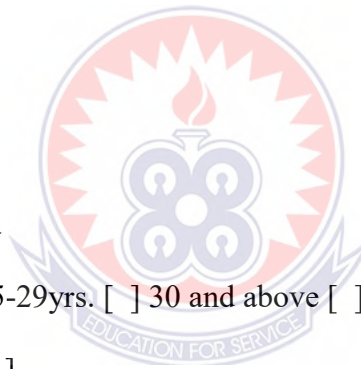 5-29yrs. [ ] 30 and above [ ]
EDUCATION FOR SERVICE
]